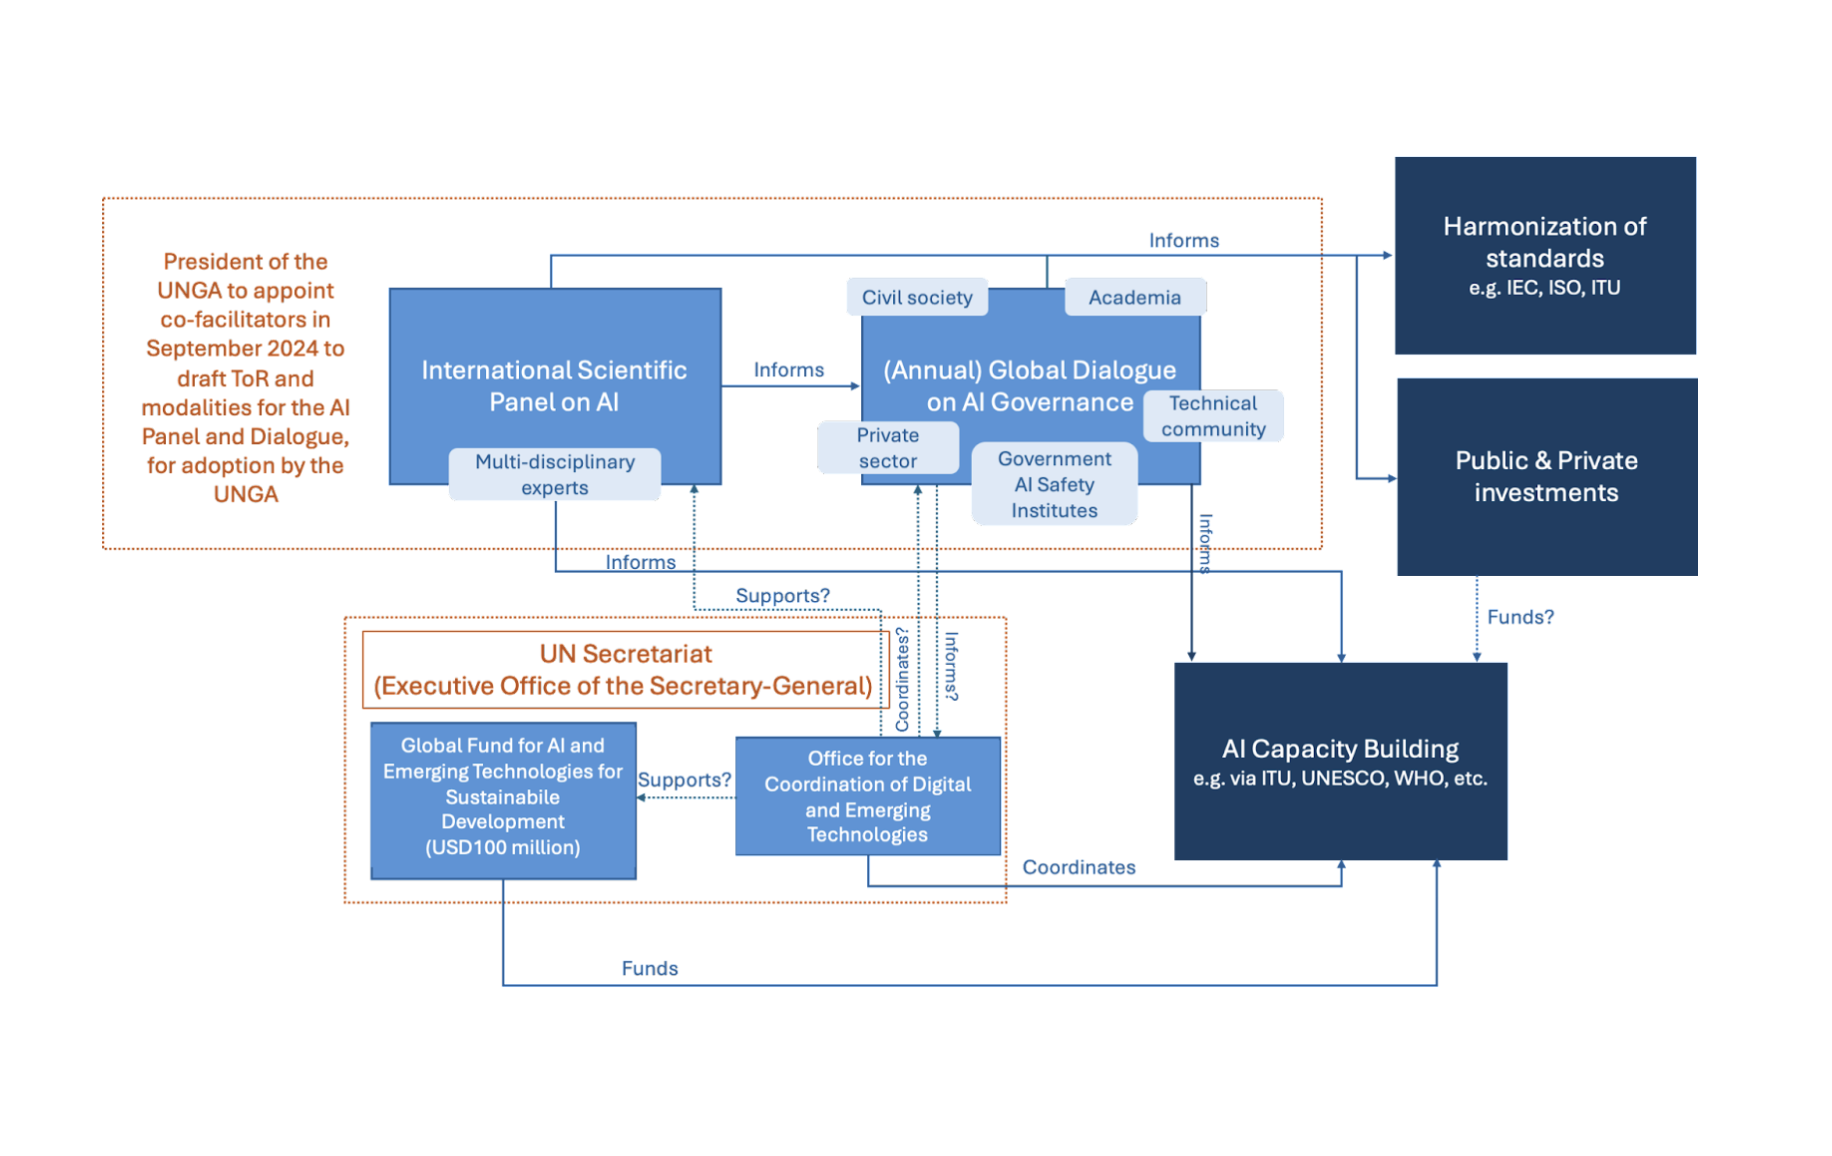 President of the
UNGA to appoint
co-facilitators in
September 2024 to
draft ToR and
modalities for the AI
Panel and Dialogue,
for adoption by the
UNGA
International Scientific
Panel on AI
Multi-disciplinary
experts
Informs
Informs
Civil society
Academia
(Annual) Global Dialogue
on AI Governance
Technical
community
Private
sector
Government
AI Safety
Institutes
Harmonization of
standards
e.g. IEC, ISO, ITU
Public & Private
investments
Informs
Informs
Supports?
Coordinates?
Informs?
Funds?
UN Secretariat
(Executive Office of the Secretary-General)
Global Fund for AI and
Emerging Technologies for
Sustainabile
Development
(USD100 million)
Supports?
Office for the
Coordination of Digital
and Emerging
Technologies
AI Capacity Building
e.g. via ITU, UNESCO, WHO, etc.
Coordinates
Funds